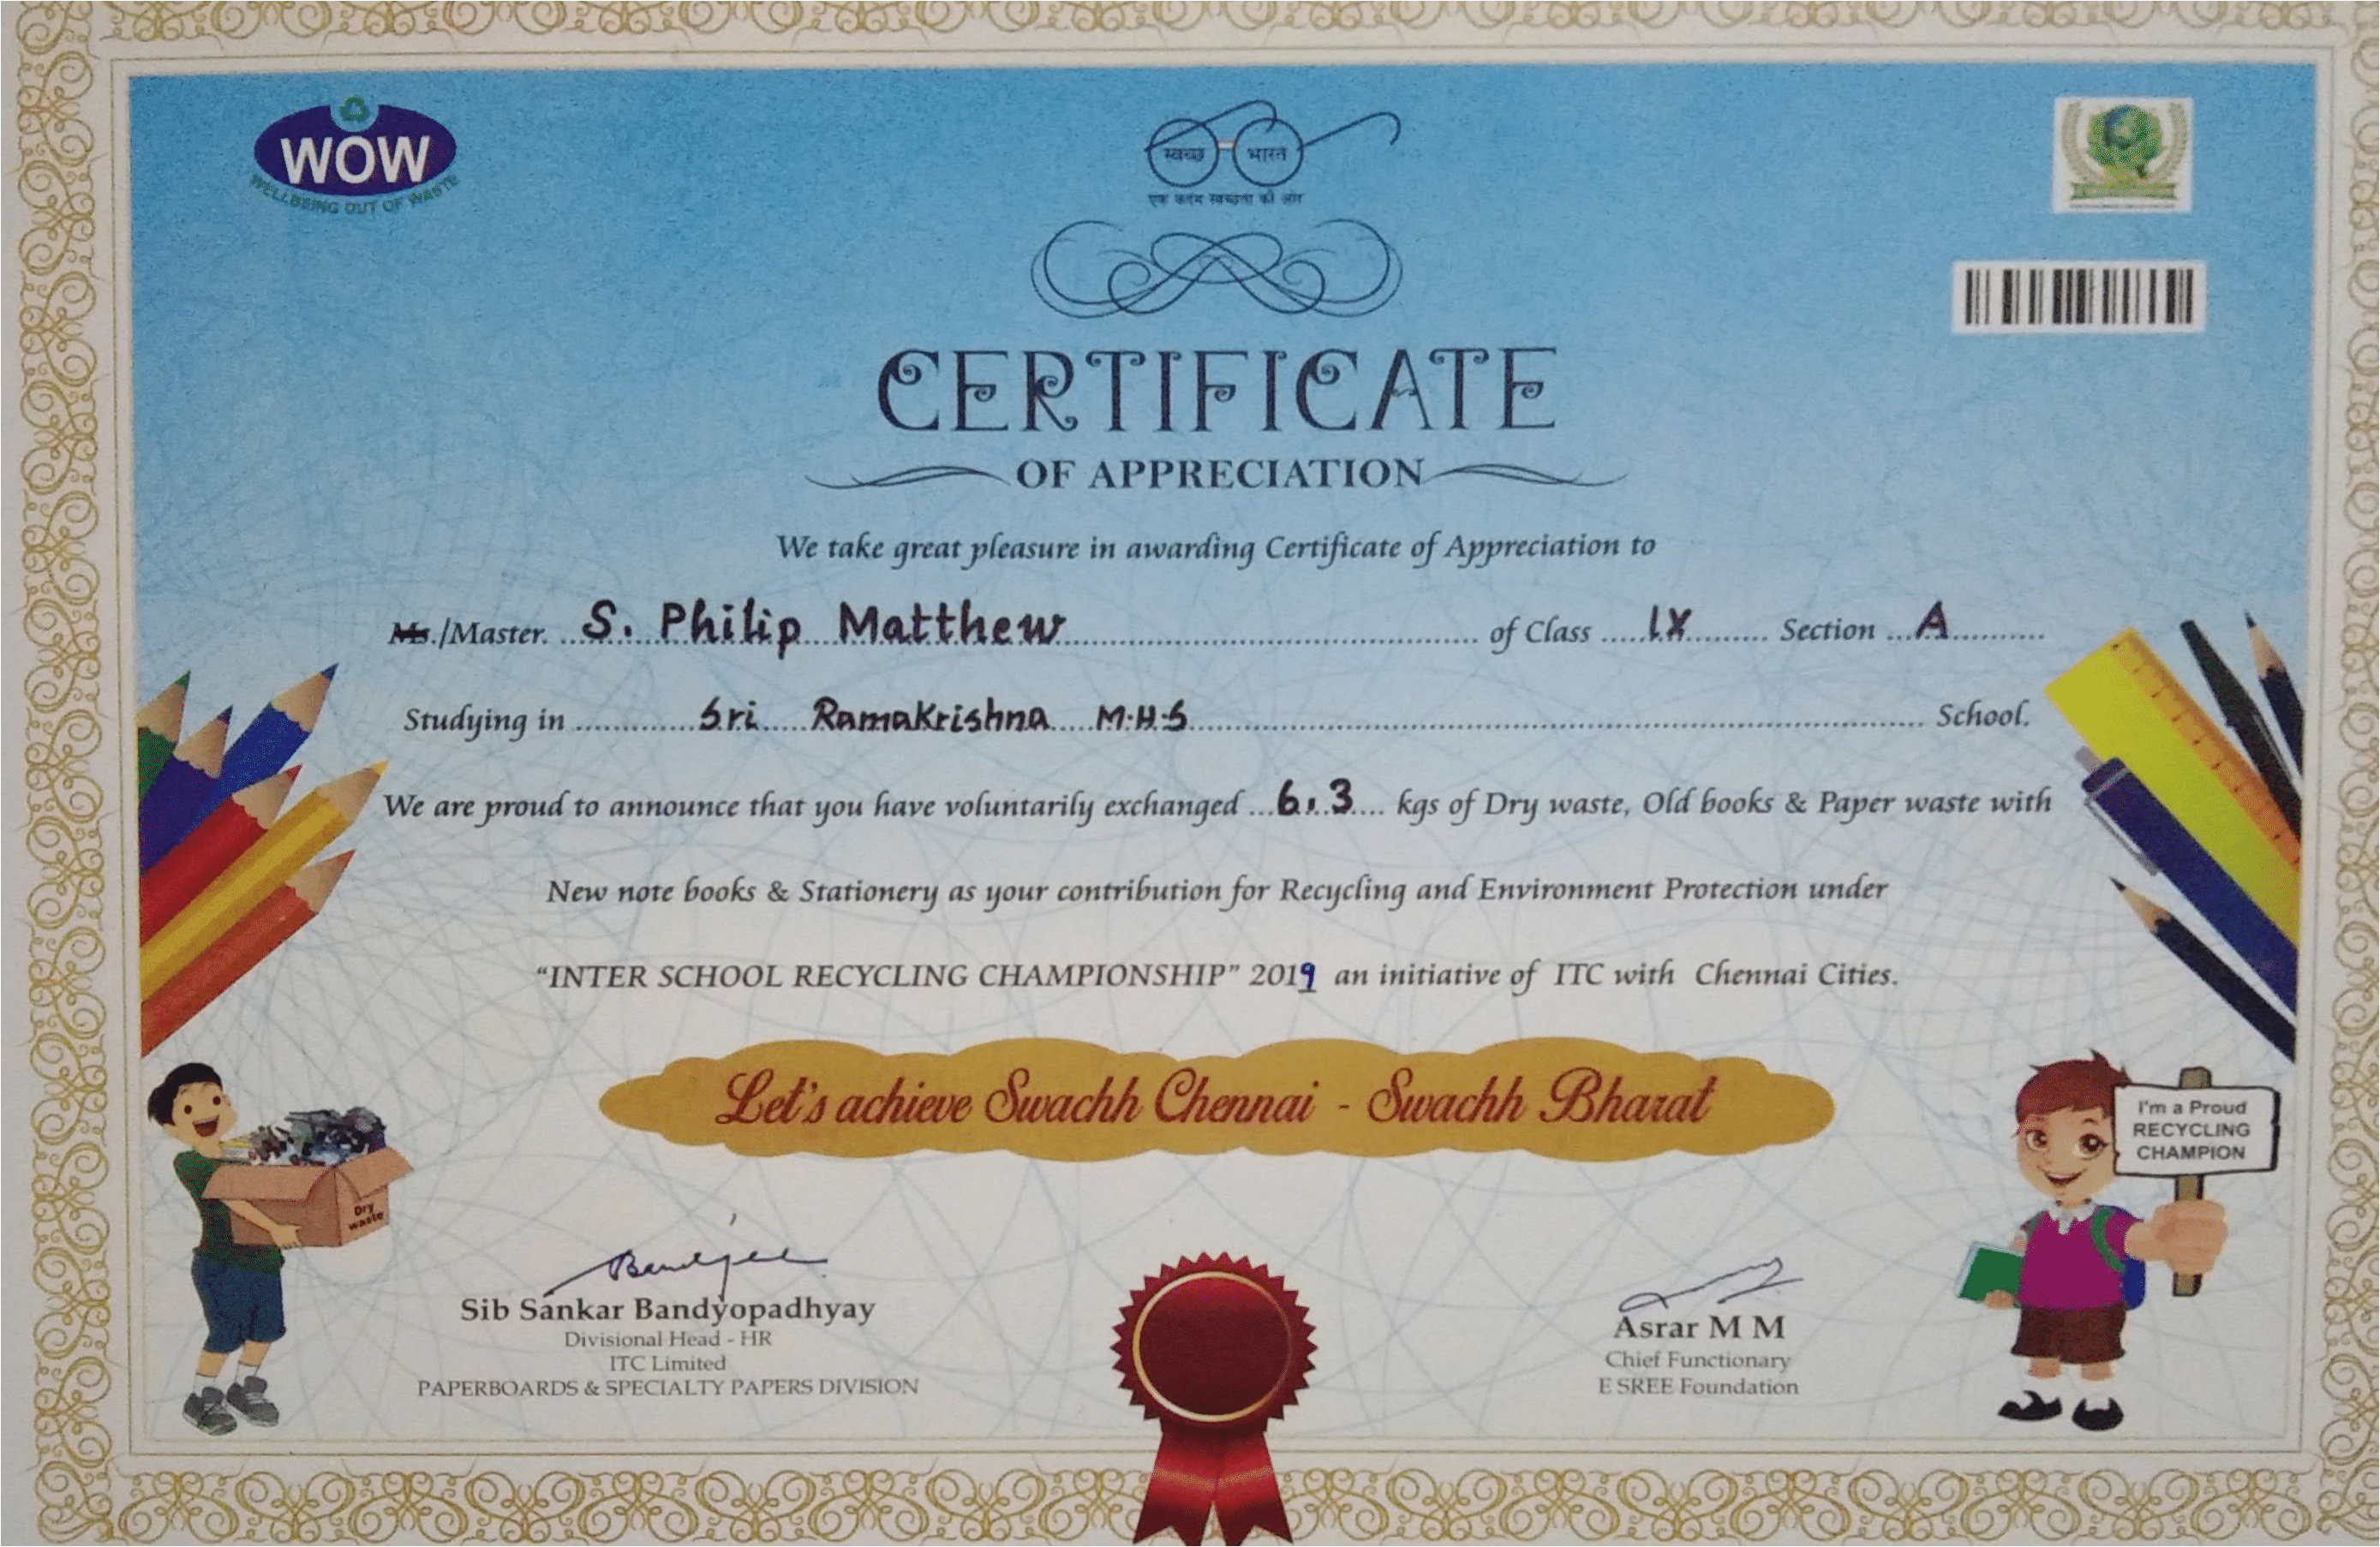 WOW
WELLBEING OUT OF WASTE
स्वच्छ भारत
एक कदम स्वच्छता की ओर
CERTIFICATE
OF APPRECIATION
We take great pleasure in awarding Certificate of Appreciation to
Ms./Master. S. Philip Matthew of Class IX Section A
Studying in Sri Ramakrishna M.H.S School.
We are proud to announce that you have voluntarily exchanged 6.3 kgs of Dry waste, Old books & Paper waste with
New note books & Stationery as your contribution for Recycling and Environment Protection under
“INTER SCHOOL RECYCLING CHAMPIONSHIP” 2019 an initiative of ITC with Chennai Cities.
Let's achieve Swachh Chennai - Swachh Bharat
I'm a Proud
RECYCLING
CHAMPION
Dry
waste
Sib Sankar Bandyopadhyay
Divisional Head - HR
ITC Limited
PAPERBOARDS & SPECIALTY PAPERS DIVISION
Asrar M M
Chief Functionary
E SREE Foundation